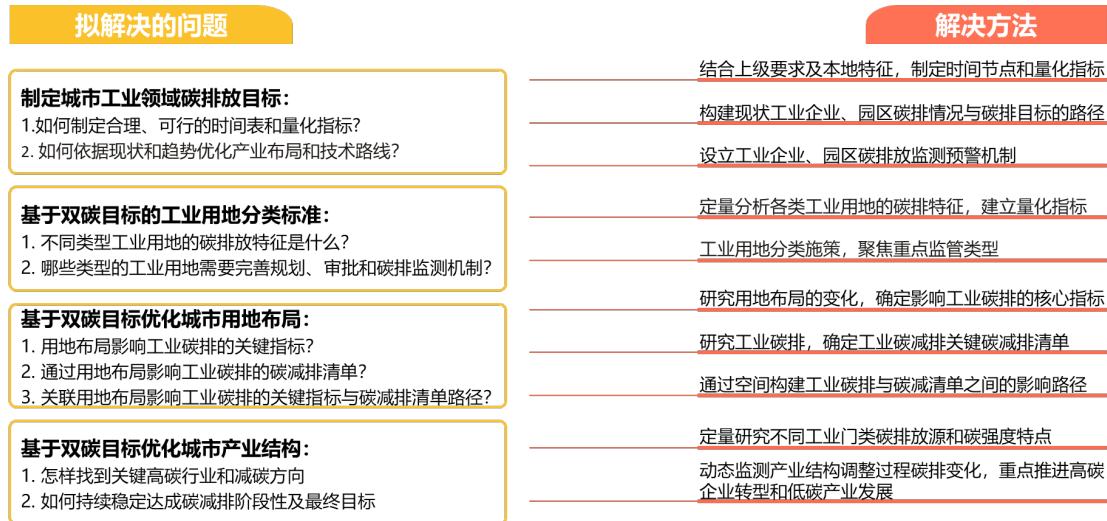 拟解决的问题
解决方法
制定城市工业领域碳排放目标：
1.如何制定合理、可行的时间表和量化指标？
2. 如何依据现状和趋势优化产业布局和技术路线？
结合上级要求及本地特征，制定时间节点和量化指标
构建现状工业企业、园区碳排情况与碳排目标的路径
设立工业企业、园区碳排放监测预警机制
基于双碳目标的工业用地分类标准：
1. 不同类型工业用地的碳排放特征是什么？
2. 哪些类型的工业用地需要完善规划、审批和碳排监测机制？
定量分析各类工业用地的碳排特征，建立量化指标
工业用地分类施策，聚焦重点监管类型
基于双碳目标优化城市用地布局：
1. 用地布局影响工业碳排的关键指标？
2. 通过用地布局影响工业碳排的碳减排清单？
3. 关联用地布局影响工业碳排的关键指标与碳减排清单路径？
研究用地布局的变化，确定影响工业碳排的核心指标
研究工业碳排，确定工业碳减排关键碳减排清单
通过空间构建工业碳排与碳减清单之间的影响路径
基于双碳目标优化城市产业结构：
1. 怎样找到关键高碳行业和减碳方向
2. 如何持续稳定达成碳减排阶段性及最终目标
定量研究不同工业门类碳排放源和碳强度特点
动态监测产业结构调整过程碳排变化，重点推进高碳
企业转型和低碳产业发展